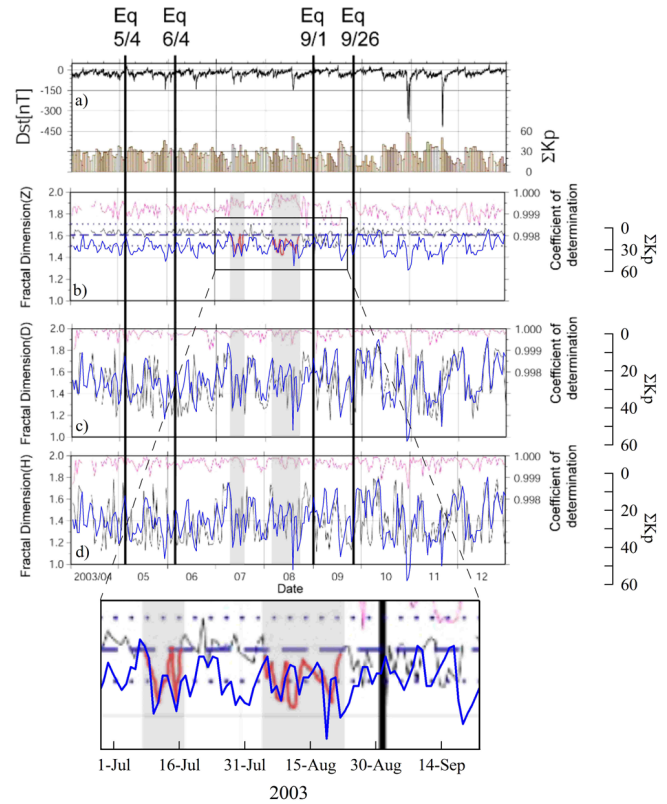 Eq Eq Eq Eq
5/4 6/4 9/1 9/26
Dst[nT]
0
-150
-300
-450
a)
60
30
0
ΣKp
Fractal Dimension(Z)
2.0
1.8
1.6
1.4
1.2
1.0
b)
1.000
0.999
0.998
Coefficient of
determination
0
30
60
ΣKp
Fractal Dimension(D)
2.0
1.8
1.6
1.4
1.2
1.0
c)
1.000
0.999
0.998
Coefficient of
determination
0
20
40
60
ΣKp
Fractal Dimension(H)
2.0
1.8
1.6
1.4
1.2
1.0
d)
1.000
0.999
0.998
Coefficient of
determination
0
20
40
60
ΣKp
2003/04 05 06 07 08 09 10 11 12
Date
1-Jul 16-Jul 31-Jul 15-Aug 30-Aug 14-Sep
2003